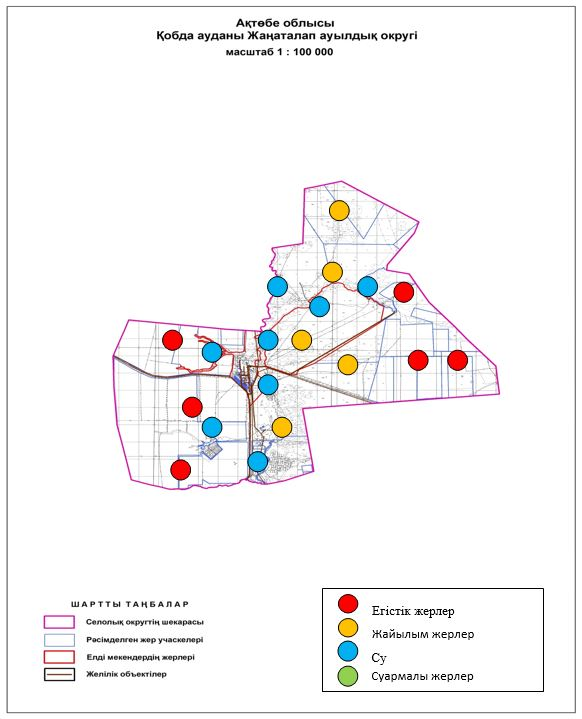 Ақтөбе облысы
Қобда ауданы Жаңаталап ауылдық округі
масштаб 1 : 100 000
ШАРТТЫ ТАҢБАЛАР
Селолық округтің шекарасы
Рәсімделген жер учаскелері
Елді мекендердің жерлері
Желілік объектілер
Егістік жерлер
Жайылым жерлер
Су
Суармалы жерлер